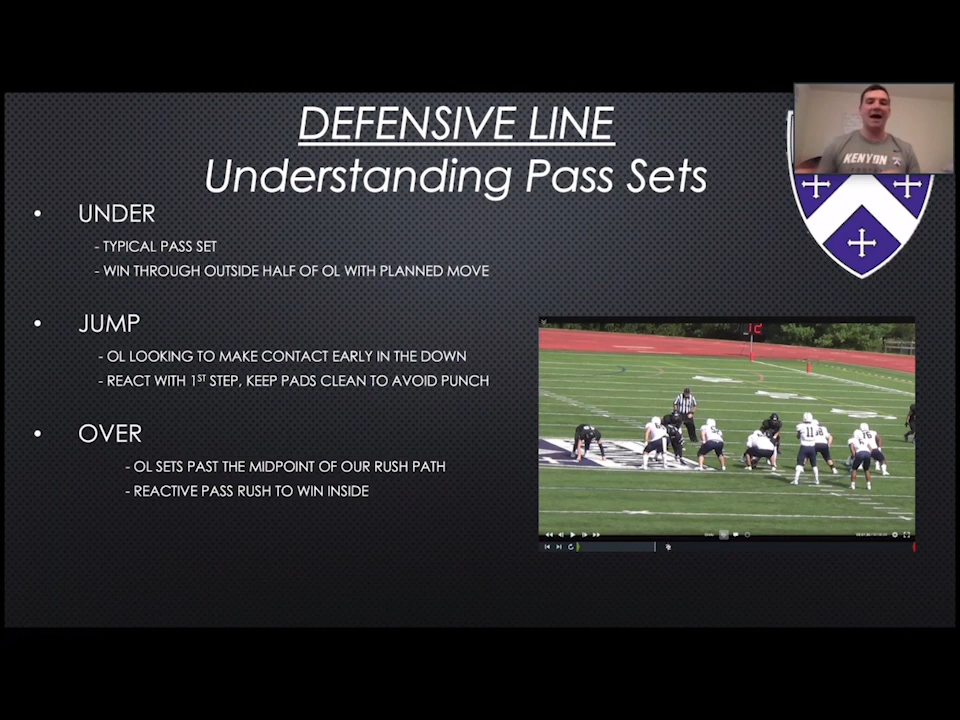 DEFENSIVE LINE
Understanding Pass Sets
KENYON
• UNDER
- TYPICAL PASS SET
- WIN THROUGH OUTSIDE HALF OF OL WITH PLANNED MOVE
• JUMP
- OL LOOKING TO MAKE CONTACT EARLY IN THE DOWN
- REACT WITH 1ST STEP, KEEP PADS CLEAN TO AVOID PUNCH
• OVER
- OL SETS PAST THE MIDPOINT OF OUR RUSH PATH
- REACTIVE PASS RUSH TO WIN INSIDE
12
11